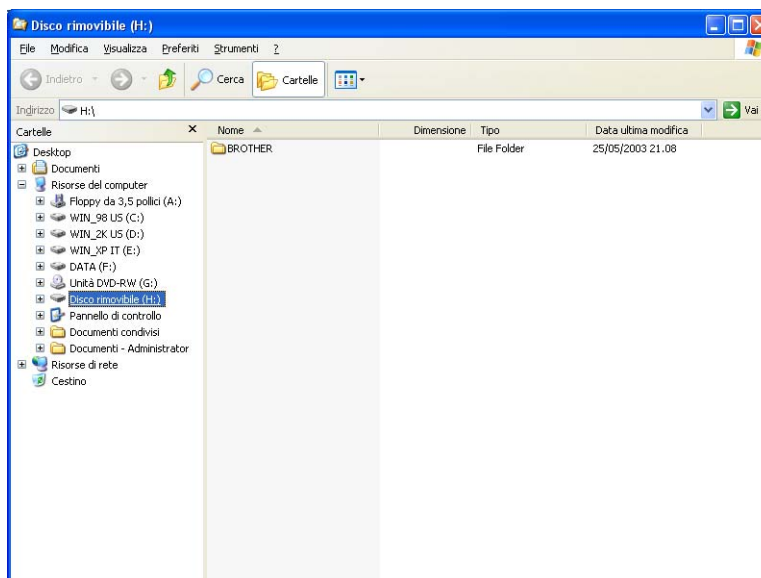 Disco rimovibile (H:)
File Modifica Visualizza Preferiti Strumenti ?
Indietro Cerca Cartelle
Indirizzo H:\ Vai
Cartelle Nome Dimensione Tipo Data ultima modifica
Desktop BROTHER File Folder 25/05/2003 21.08
Documenti
Risorse del computer
Floppy da 3,5 pollici (A:)
WIN_98 US (C:)
WIN_2K US (D:)
WIN_XP IT (E:)
DATA (F:)
Unità DVD-RW (G:)
Disco rimovibile (H:)
Pannello di controllo
Documenti condivisi
Documenti - Administrator
Risorse di rete
Cestino